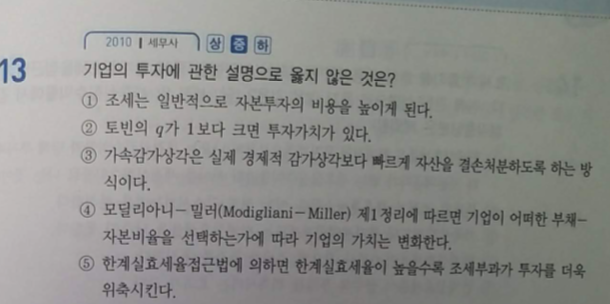 2010 | 세무사 상 중 하
13 기업의 투자에 관한 설명으로 옳지 않은 것은?
① 조세는 일반적으로 자본투자의 비용을 높이게 된다.
② 토빈의 q가 1보다 크면 투자가치가 있다.
③ 가속감가상각은 실제 경제적 감가상각보다 빠르게 자산을 결손처분하도록 하는 방
식이다.
④ 모딜리아니-밀러(Modigliani-Miller) 제1정리에 따르면 기업이 어떠한 부채-
자본비율을 선택하는가에 따라 기업의 가치는 변화한다.
⑤ 한계실효세율접근법에 의하면 한계실효세율이 높을수록 조세부과가 투자를 더욱
위축시킨다.